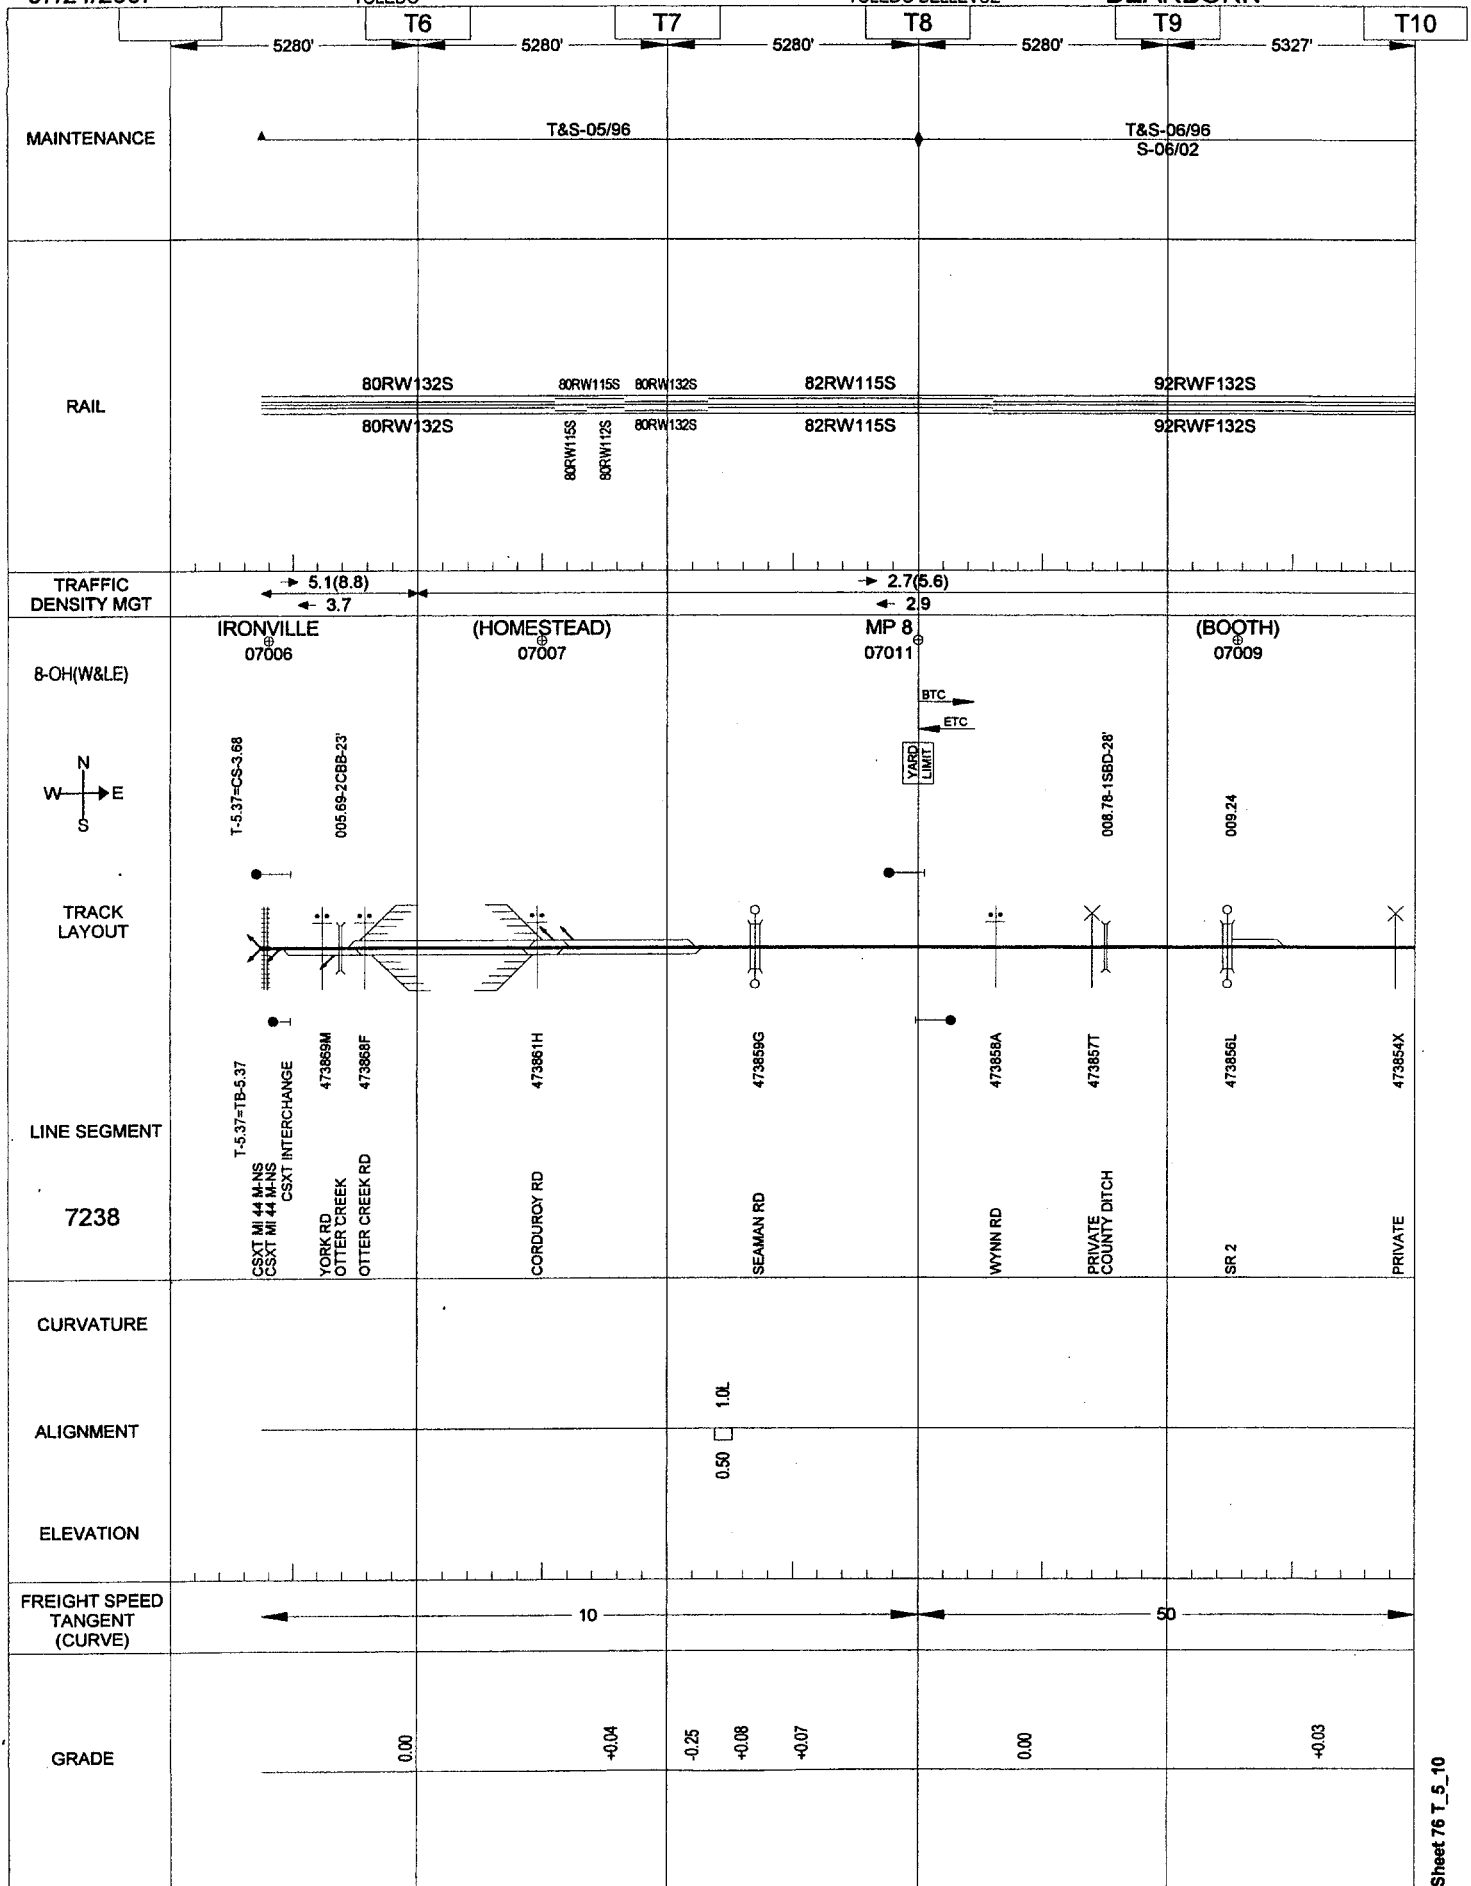 T6 T7 T8 T9 T10
5280' 5280' 5280' 5280' 5327'
MAINTENANCE
T&S-05/96
T&S-06/96
S-06/02
RAIL
80RW132S 80RW115S 80RW132S 82RW115S 92RWF132S
80RW132S 80RW115S 80RW112S 80RW132S 82RW115S 92RWF132S
TRAFFIC
DENSITY MGT
5.1(8.8)
3.7
2.7(5.6)
2.9
IRONVILLE
07006
(HOMESTEAD)
07007
MP 8
07011
(BOOTH)
07009
8-OH(W&LE)
BTC
ETC
YARD
LIMIT
N
W E
S
T-5.37=CS-3.68
005.69-2CBB-23'
008.78-1SBD-28'
009.24
TRACK
LAYOUT
LINE SEGMENT
7238
T-5.37=TB-5.37
CSXT MI 44 M-NS
CSXT MI 44 M-NS
CSXT INTERCHANGE
YORK RD 473869M
OTTER CREEK
OTTER CREEK RD 473868F
CORDUROY RD 473861H
SEAMAN RD 473859G
WYNN RD 473858A
PRIVATE 473857T
COUNTY DITCH
SR 2 473856L
PRIVATE 473854X
CURVATURE
ALIGNMENT
1.0L
0.50
ELEVATION
FREIGHT SPEED
TANGENT
(CURVE)
10
50
GRADE
0.00 +0.04 -0.25 +0.08 +0.07 0.00 +0.03
Sheet 76 T_5_10